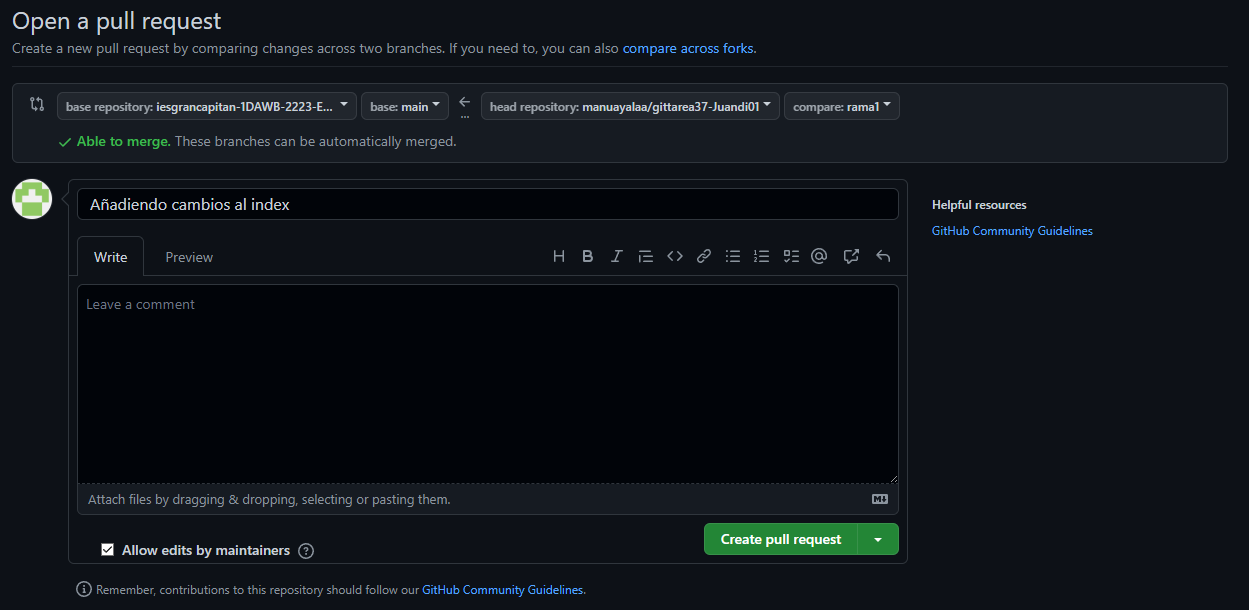 Open a pull request
Create a new pull request by comparing changes across two branches. If you need to, you can also compare across forks.
base repository: iesgrancapitan-1DAWB-2223-E... base: main ... head repository: manuayalaa/gittarea37-Juandi01 compare: rama1
Able to merge. These branches can be automatically merged.
Añadiendo cambios al index
Helpful resources
GitHub Community Guidelines
Write Preview
Leave a comment
Attach files by dragging & dropping, selecting or pasting them.
Allow edits by maintainers
Create pull request
Remember, contributions to this repository should follow our GitHub Community Guidelines.